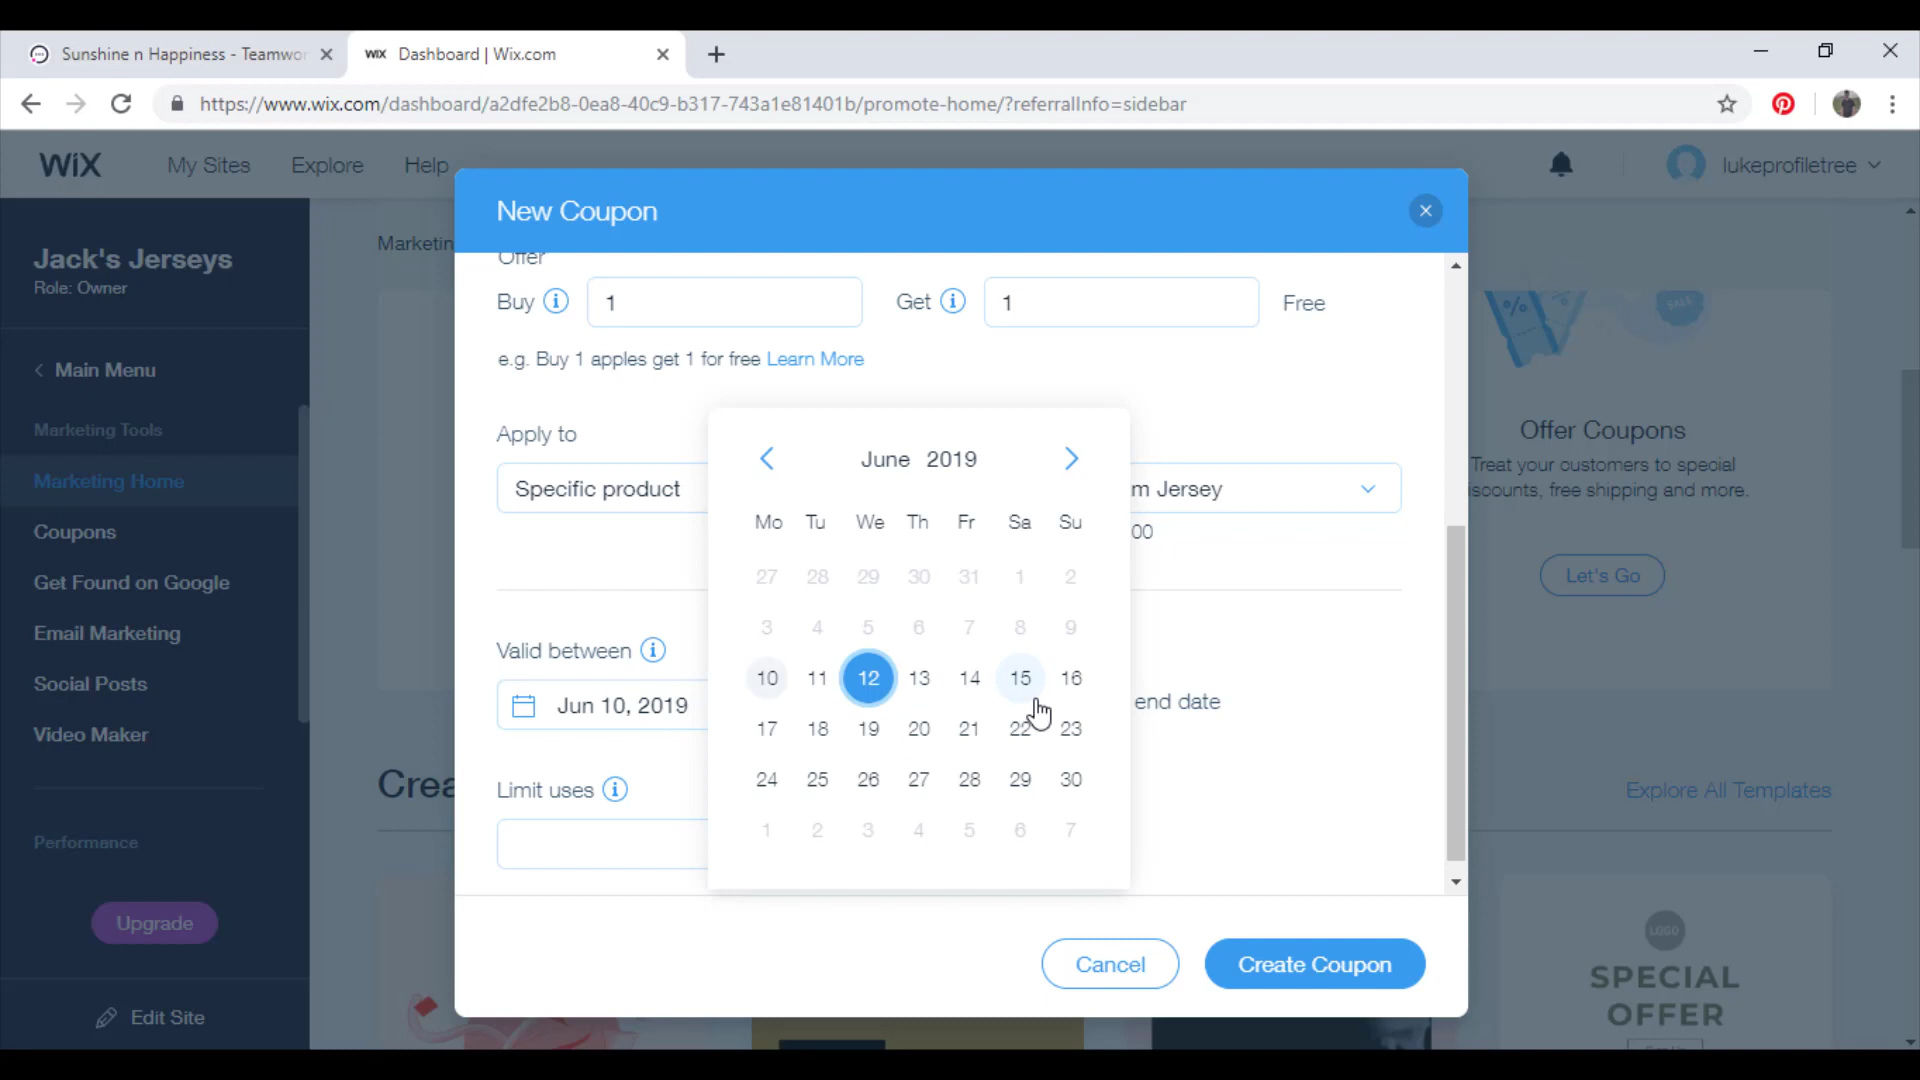 Sunshine n Happiness - Teamwor
WiX Dashboard | Wix.com
https://www.wix.com/dashboard/a2dfe2b8-0ea8-40c9-b317-743a1e81401b/promote-home/?referralInfo=sidebar
WiX My Sites Explore Help lukeprofiletree
Jack's Jerseys
Role: Owner
Main Menu
Marketing Tools
Marketing Home
Coupons
Get Found on Google
Email Marketing
Social Posts
Video Maker
Performance
Upgrade
Edit Site
Marketin
Crea
New Coupon
Offer
Buy i 1 Get i 1 Free
e.g. Buy 1 apples get 1 for free Learn More
Apply to
Specific product
m Jersey
00
Valid between i
Jun 10, 2019
end date
Limit uses i
June 2019
Mo Tu We Th Fr Sa Su
27 28 29 30 31 1 2
3 4 5 6 7 8 9
10 11 12 13 14 15 16
17 18 19 20 21 22 23
24 25 26 27 28 29 30
1 2 3 4 5 6 7
Cancel
Create Coupon
% SALE
Offer Coupons
Treat your customers to special
iscounts, free shipping and more.
Let's Go
Explore All Templates
LOGO
SPECIAL
OFFER